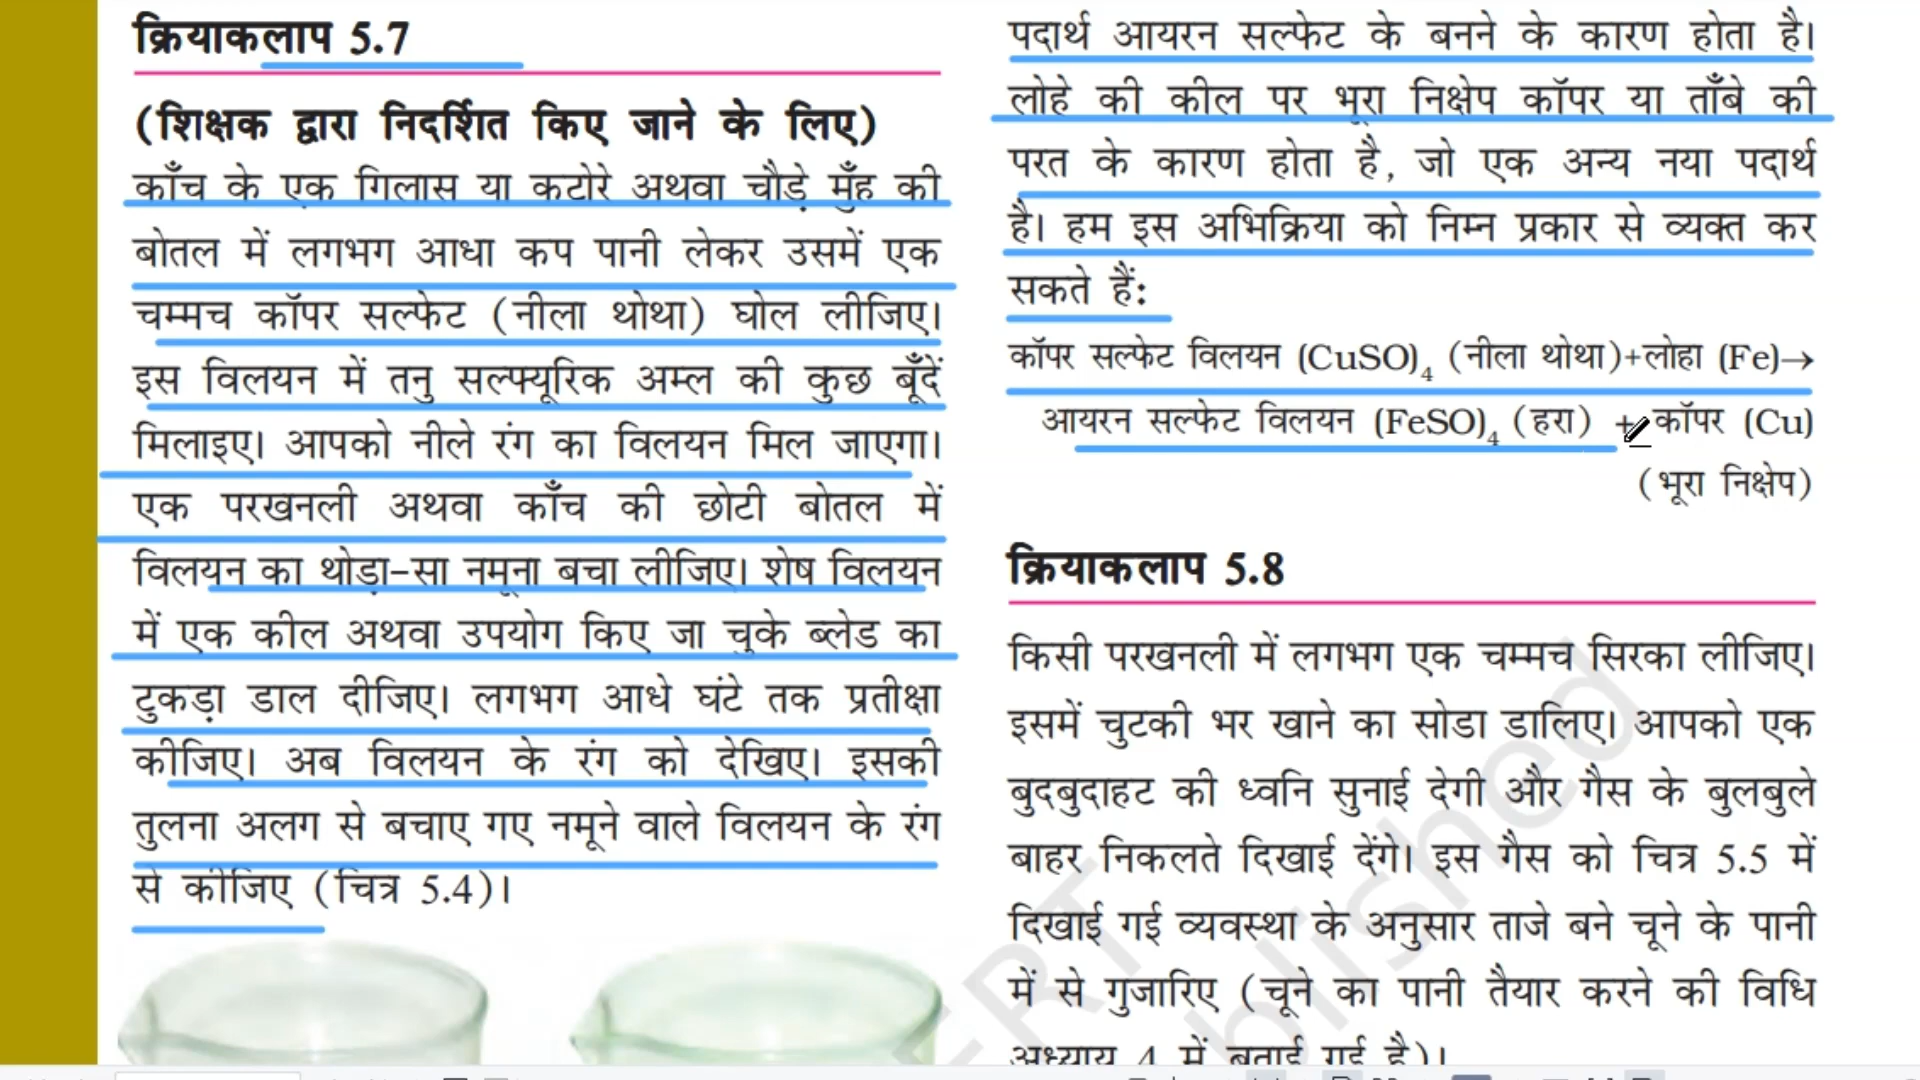 क्रियाकलाप 5.7
(शिक्षक द्वारा निदर्शित किए जाने के लिए)
काँच के एक गिलास या कटोरे अथवा चौड़े मुँह की
बोतल में लगभग आधा कप पानी लेकर उसमें एक
चम्मच कॉपर सल्फेट (नीला थोथा) घोल लीजिए।
इस विलयन में तनु सल्फ्यूरिक अम्ल की कुछ बूँदें
मिलाइए। आपको नीले रंग का विलयन मिल जाएगा।
एक परखनली अथवा काँच की छोटी बोतल में
विलयन का थोड़ा-सा नमूना बचा लीजिए। शेष विलयन
में एक कील अथवा उपयोग किए जा चुके ब्लेड का
टुकड़ा डाल दीजिए। लगभग आधे घंटे तक प्रतीक्षा
कीजिए। अब विलयन के रंग को देखिए। इसकी
तुलना अलग से बचाए गए नमूने वाले विलयन के रंग
से कीजिए (चित्र 5.4)।
पदार्थ आयरन सल्फेट के बनने के कारण होता है।
लोहे की कील पर भूरा निक्षेप कॉपर या ताँबे की
परत के कारण होता है, जो एक अन्य नया पदार्थ
है। हम इस अभिक्रिया को निम्न प्रकार से व्यक्त कर
सकते हैं:
कॉपर सल्फेट विलयन (CuSO)₄ (नीला थोथा)+लोहा (Fe)→
आयरन सल्फेट विलयन (FeSO)₄ (हरा) + कॉपर (Cu)
(भूरा निक्षेप)
क्रियाकलाप 5.8
किसी परखनली में लगभग एक चम्मच सिरका लीजिए।
इसमें चुटकी भर खाने का सोडा डालिए। आपको एक
बुदबुदाहट की ध्वनि सुनाई देगी और गैस के बुलबुले
बाहर निकलते दिखाई देंगे। इस गैस को चित्र 5.5 में
दिखाई गई व्यवस्था के अनुसार ताजे बने चूने के पानी
में से गुजारिए (चूने का पानी तैयार करने की विधि
अध्याय 4 में बताई गई है)।